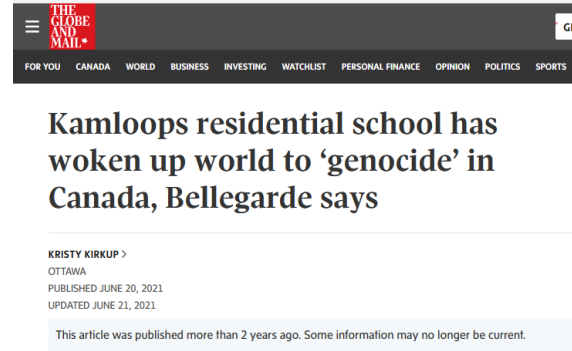 THE
GLOBE
AND
MAIL
FOR YOU CANADA WORLD BUSINESS INVESTING WATCHLIST PERSONAL FINANCE OPINION POLITICS SPORTS
Kamloops residential school has
woken up world to ‘genocide’ in
Canada, Bellegarde says
KRISTY KIRKUP >
OTTAWA
PUBLISHED JUNE 20, 2021
UPDATED JUNE 21, 2021
This article was published more than 2 years ago. Some information may no longer be current.